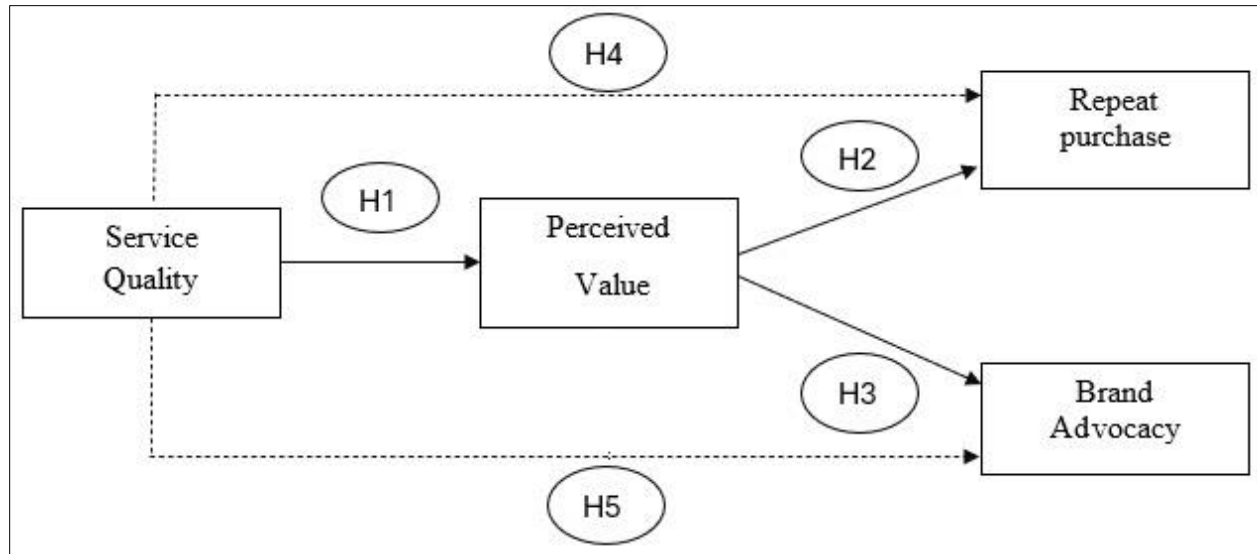 H4
Repeat
purchase
H2
H1
Service
Quality
Perceived
Value
H3
Brand
Advocacy
H5